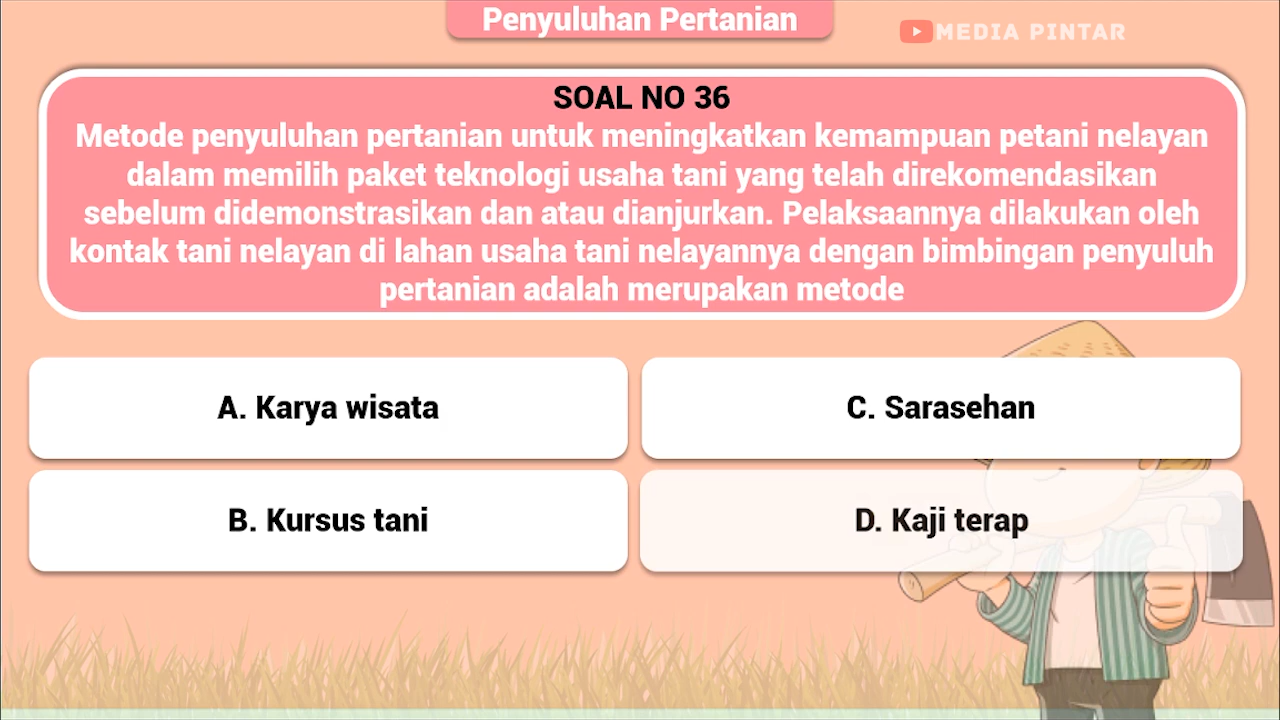 Penyuluhan Pertanian
MEDIA PINTAR
SOAL NO 36
Metode penyuluhan pertanian untuk meningkatkan kemampuan petani nelayan
dalam memilih paket teknologi usaha tani yang telah direkomendasikan
sebelum didemonstrasikan dan atau dianjurkan. Pelaksaannya dilakukan oleh
kontak tani nelayan di lahan usaha tani nelayannya dengan bimbingan penyuluh
pertanian adalah merupakan metode
A. Karya wisata
C. Sarasehan
B. Kursus tani
D. Kaji terap